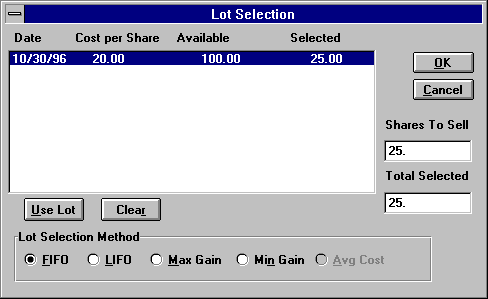 Lot Selection
Date Cost per Share Available Selected
10/30/96 20.00 100.00 25.00
OK
Cancel
Shares To Sell
25.
Total Selected
25.
Use Lot Clear
Lot Selection Method
FIFO LIFO Max Gain Min Gain Avg Cost